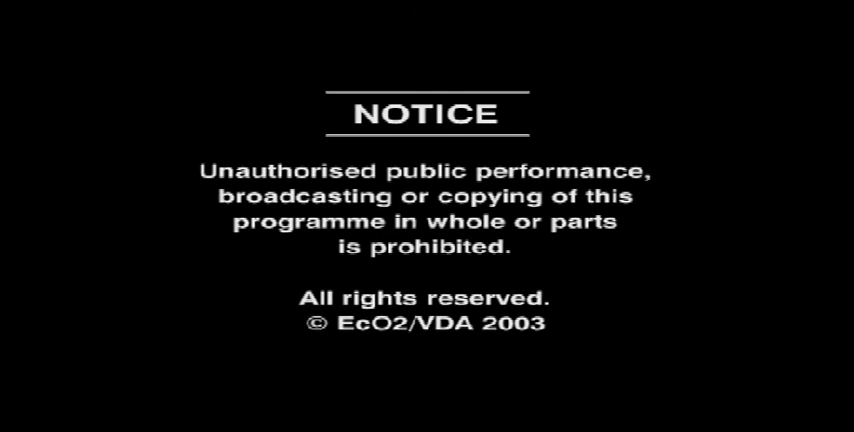 NOTICE
Unauthorised public performance,
broadcasting or copying of this
programme in whole or parts
is prohibited.
All rights reserved.
© EcO2/VDA 2003